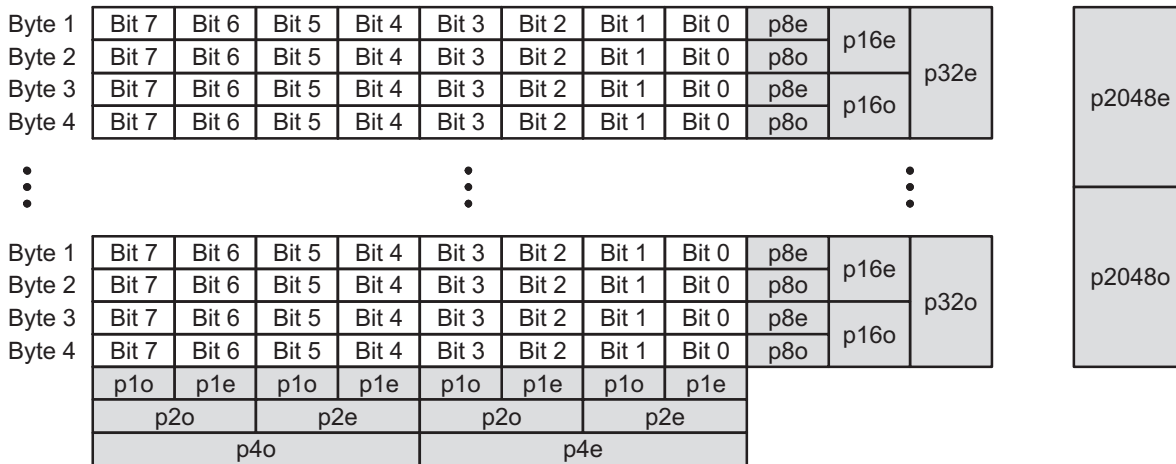 Byte 1 Bit 7 Bit 6 Bit 5 Bit 4 Bit 3 Bit 2 Bit 1 Bit 0 p8e p16e p32e p2048e
Byte 2 Bit 7 Bit 6 Bit 5 Bit 4 Bit 3 Bit 2 Bit 1 Bit 0 p8o
Byte 3 Bit 7 Bit 6 Bit 5 Bit 4 Bit 3 Bit 2 Bit 1 Bit 0 p8e p16o
Byte 4 Bit 7 Bit 6 Bit 5 Bit 4 Bit 3 Bit 2 Bit 1 Bit 0 p8o
Byte 1 Bit 7 Bit 6 Bit 5 Bit 4 Bit 3 Bit 2 Bit 1 Bit 0 p8e p16e p32o p2048o
Byte 2 Bit 7 Bit 6 Bit 5 Bit 4 Bit 3 Bit 2 Bit 1 Bit 0 p8o
Byte 3 Bit 7 Bit 6 Bit 5 Bit 4 Bit 3 Bit 2 Bit 1 Bit 0 p8e p16o
Byte 4 Bit 7 Bit 6 Bit 5 Bit 4 Bit 3 Bit 2 Bit 1 Bit 0 p8o
p1o p1e p1o p1e p1o p1e p1o p1e
p2o p2e p2o p2e
p4o p4e